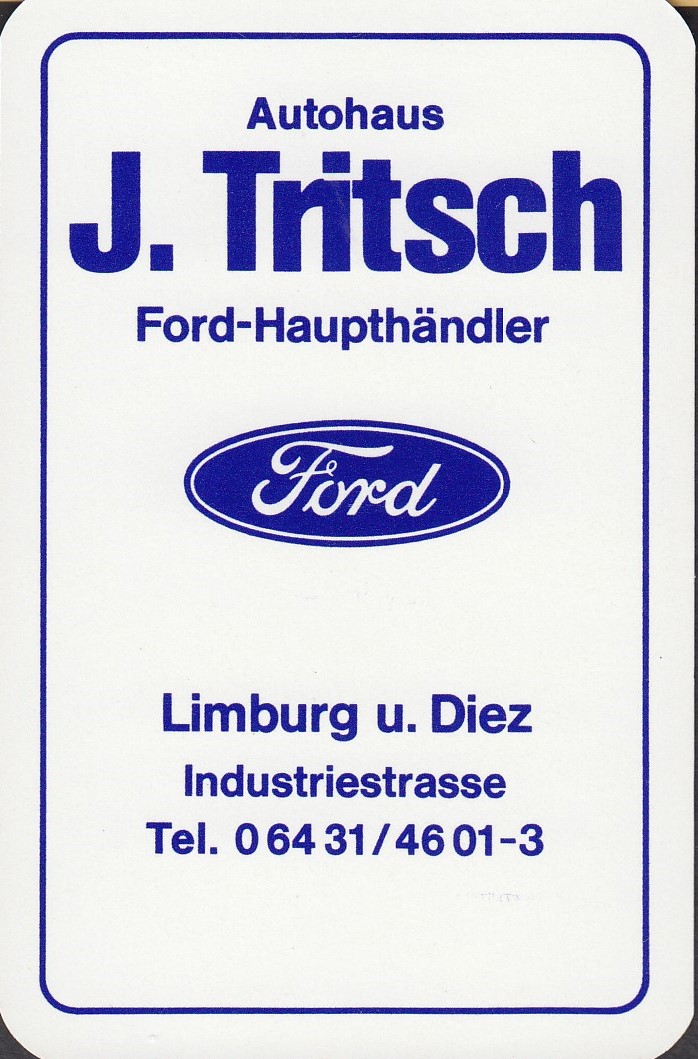 Autohaus
J. Tritsch
Ford-Haupthändler
Ford
Limburg u. Diez
Industriestrasse
Tel. 0 64 31/46 01-3